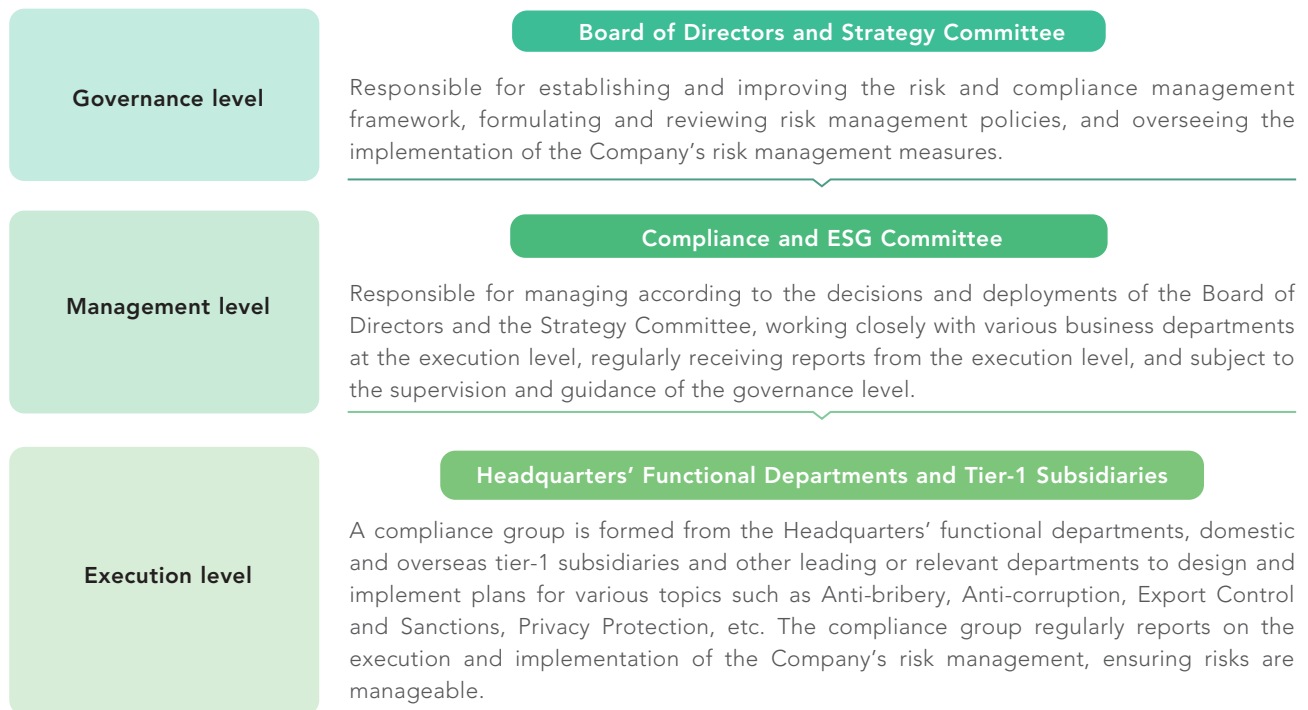 Governance level
Board of Directors and Strategy Committee
Responsible for establishing and improving the risk and compliance management
framework, formulating and reviewing risk management policies, and overseeing the
implementation of the Company’s risk management measures.
Management level
Compliance and ESG Committee
Responsible for managing according to the decisions and deployments of the Board of
Directors and the Strategy Committee, working closely with various business departments
at the execution level, regularly receiving reports from the execution level, and subject to
the supervision and guidance of the governance level.
Execution level
Headquarters’ Functional Departments and Tier-1 Subsidiaries
A compliance group is formed from the Headquarters’ functional departments, domestic
and overseas tier-1 subsidiaries and other leading or relevant departments to design and
implement plans for various topics such as Anti-bribery, Anti-corruption, Export Control
and Sanctions, Privacy Protection, etc. The compliance group regularly reports on the
execution and implementation of the Company’s risk management, ensuring risks are
manageable.